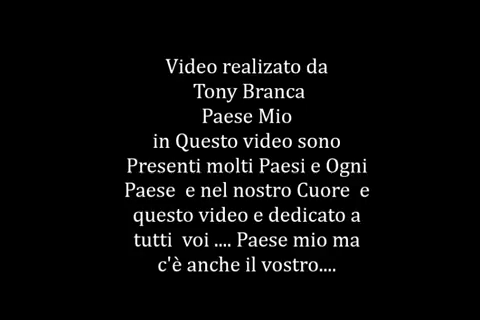 Video realizato da
Tony Branca
Paese Mio
in Questo video sono
Presenti molti Paesi e Ogni
Paese  e nel nostro Cuore  e
questo video e dedicato a
tutti  voi .... Paese mio ma
c'è anche il vostro....